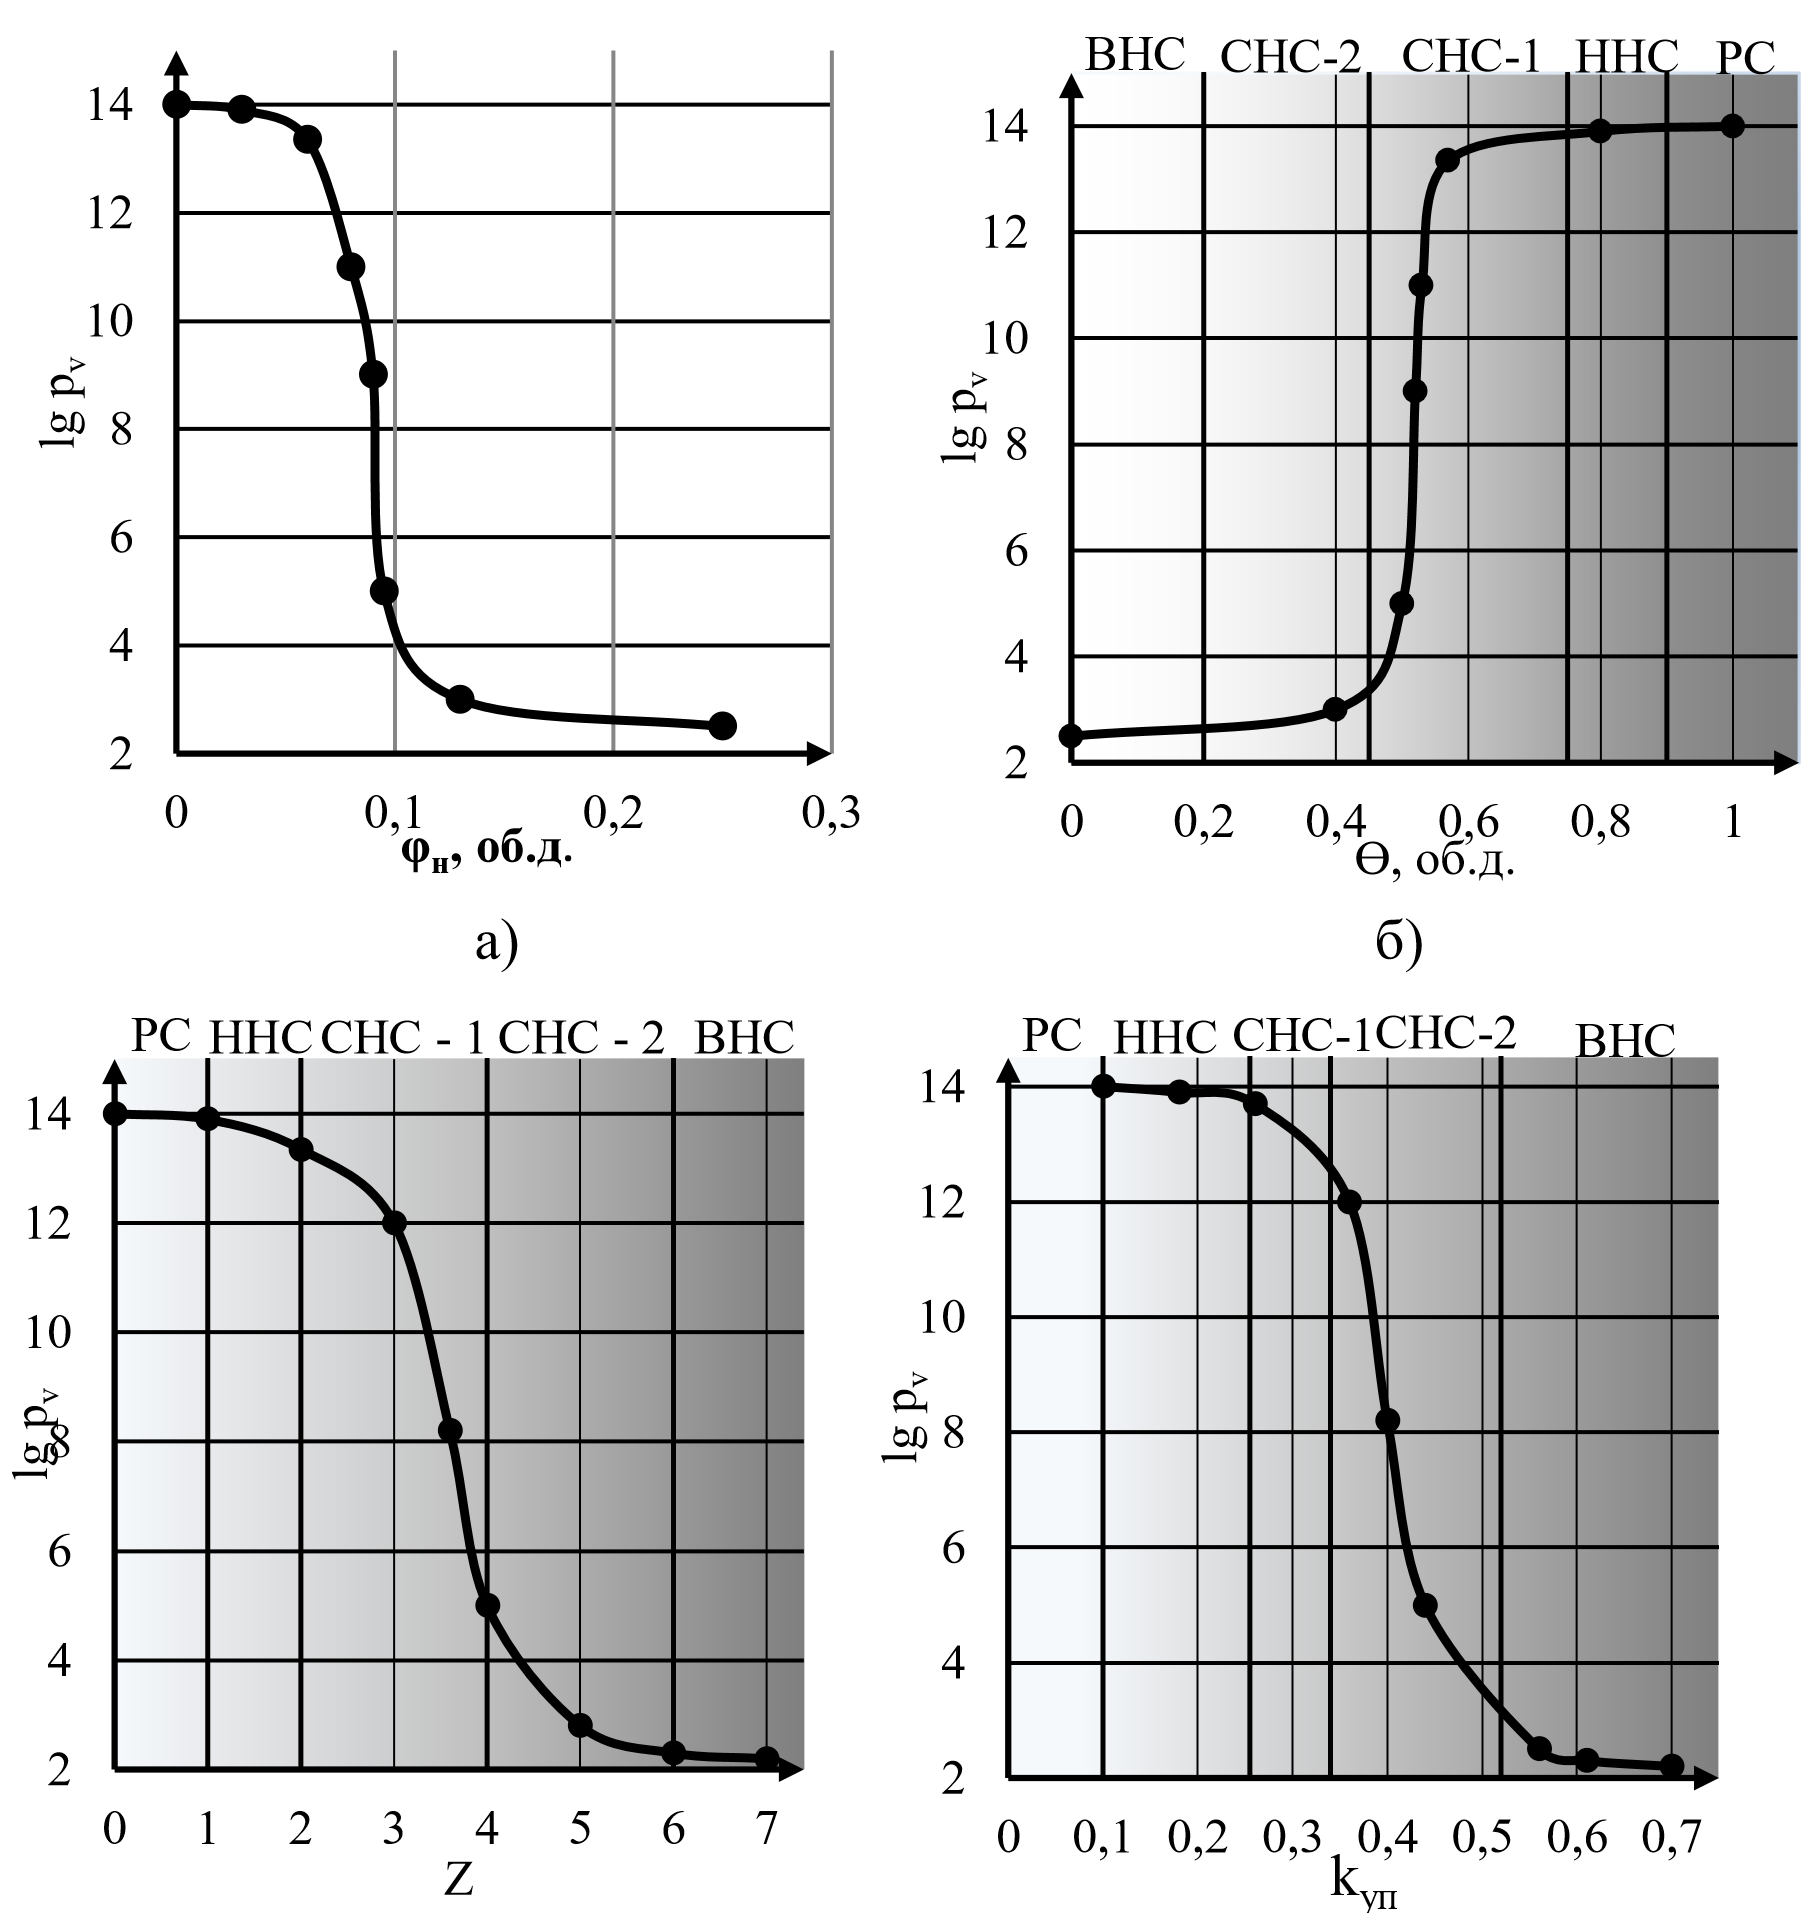 14
12
10
8
6
4
2
lg pv
0 0,1 0,2 0,3
φн, об.д.
а)
ВНС СНС-2 СНС-1 ННС РС
14
12
10
8
6
4
2
lg pv
0 0,2 0,4 0,6 0,8 1
Ө, об.д.
б)
РС ННС СНС - 1 СНС - 2 ВНС
14
12
10
8
6
4
2
lg pv
0 1 2 3 4 5 6 7
Z
РС ННС СНС-1 СНС-2 ВНС
14
12
10
8
6
4
2
lg pv
0 0,1 0,2 0,3 0,4 0,5 0,6 0,7
kуп